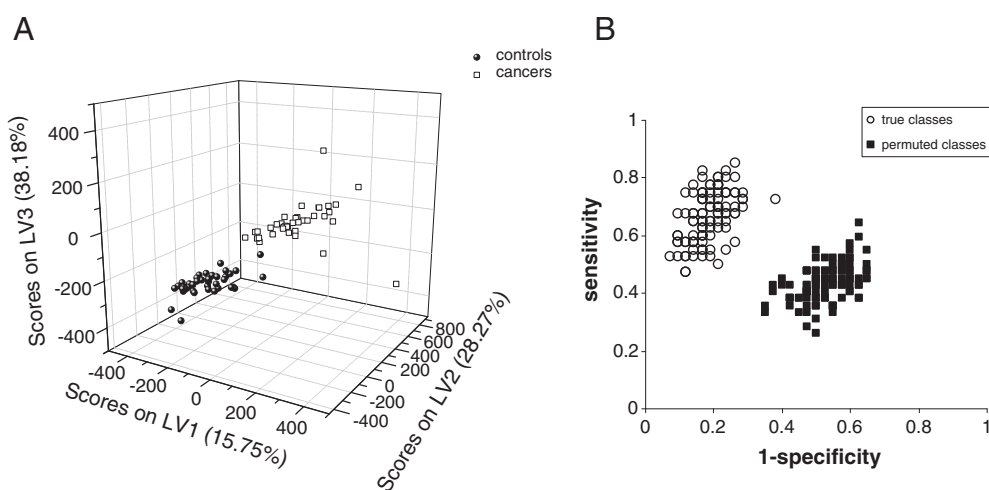 A
controls
cancers
Scores on LV3 (38.18%)
400
200
0
-200
-400
-400
-200
0
200
400
Scores on LV1 (15.75%)
800
600
400
200
0
-200
-400
Scores on LV2 (28.27%)
B
true classes
permuted classes
sensitivity
1
0.8
0.6
0.4
0.2
0
0
0.2
0.4
0.6
0.8
1
1-specificity